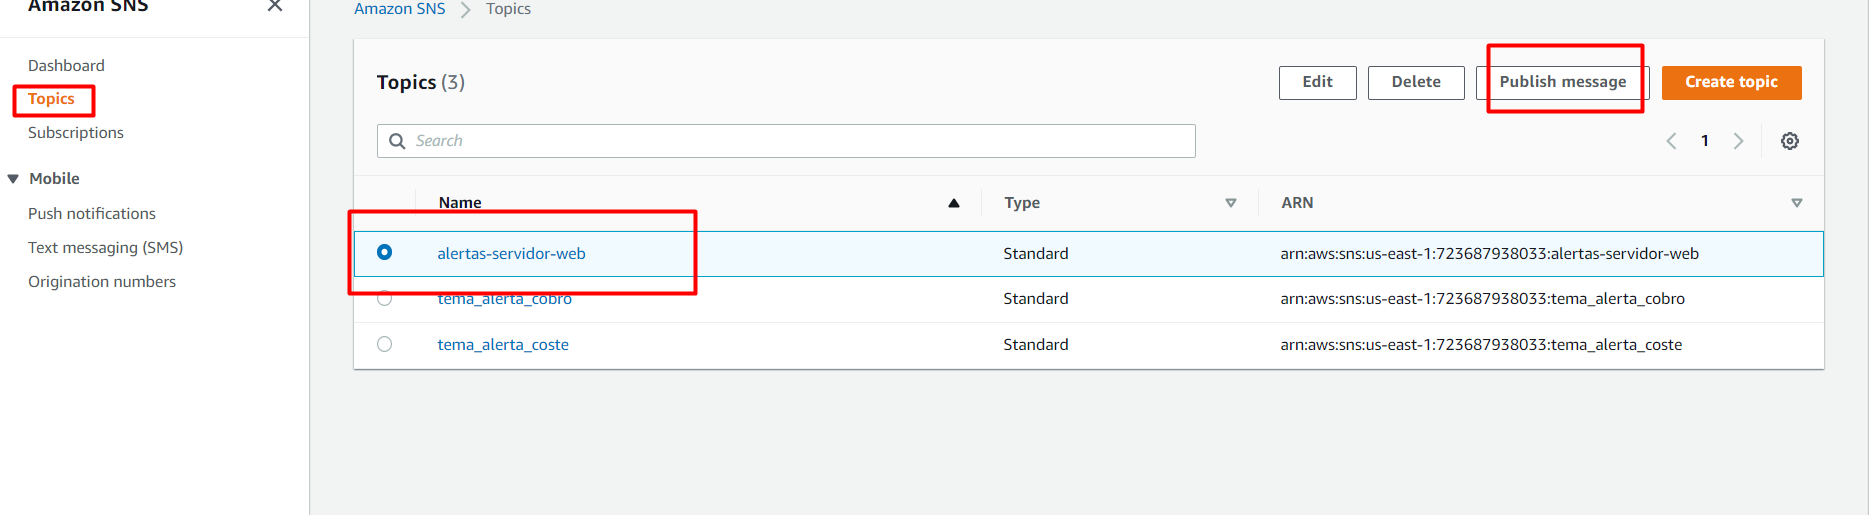 Amazon SNS
Amazon SNS Topics
Dashboard
Topics
Subscriptions
Mobile
Push notifications
Text messaging (SMS)
Origination numbers
Topics (3)
Edit Delete Publish message Create topic
Search
1
Name Type ARN
alertas-servidor-web Standard arn:aws:sns:us-east-1:723687938033:alertas-servidor-web
tema_alerta_cobro Standard arn:aws:sns:us-east-1:723687938033:tema_alerta_cobro
tema_alerta_coste Standard arn:aws:sns:us-east-1:723687938033:tema_alerta_coste